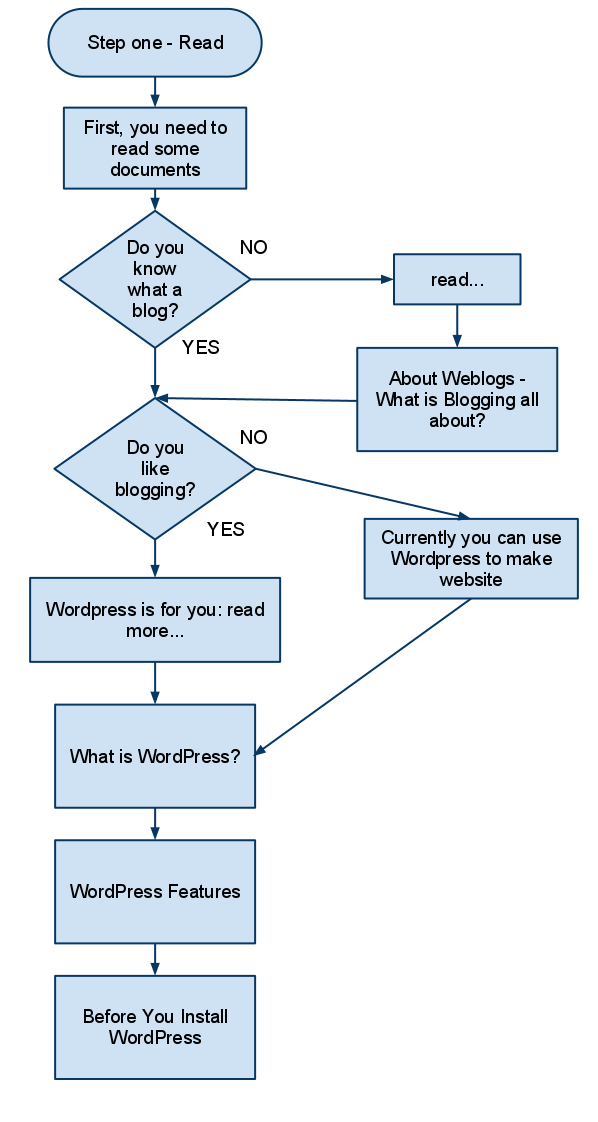 Step one - Read
First, you need to
read some
documents
Do you
know
what a
blog?
NO
read...
YES
About Weblogs -
What is Blogging all
about?
Do you
like
blogging?
NO
YES
Currently you can use
Wordpress to make
website
Wordpress is for you: read
more...
What is WordPress?
WordPress Features
Before You Install
WordPress